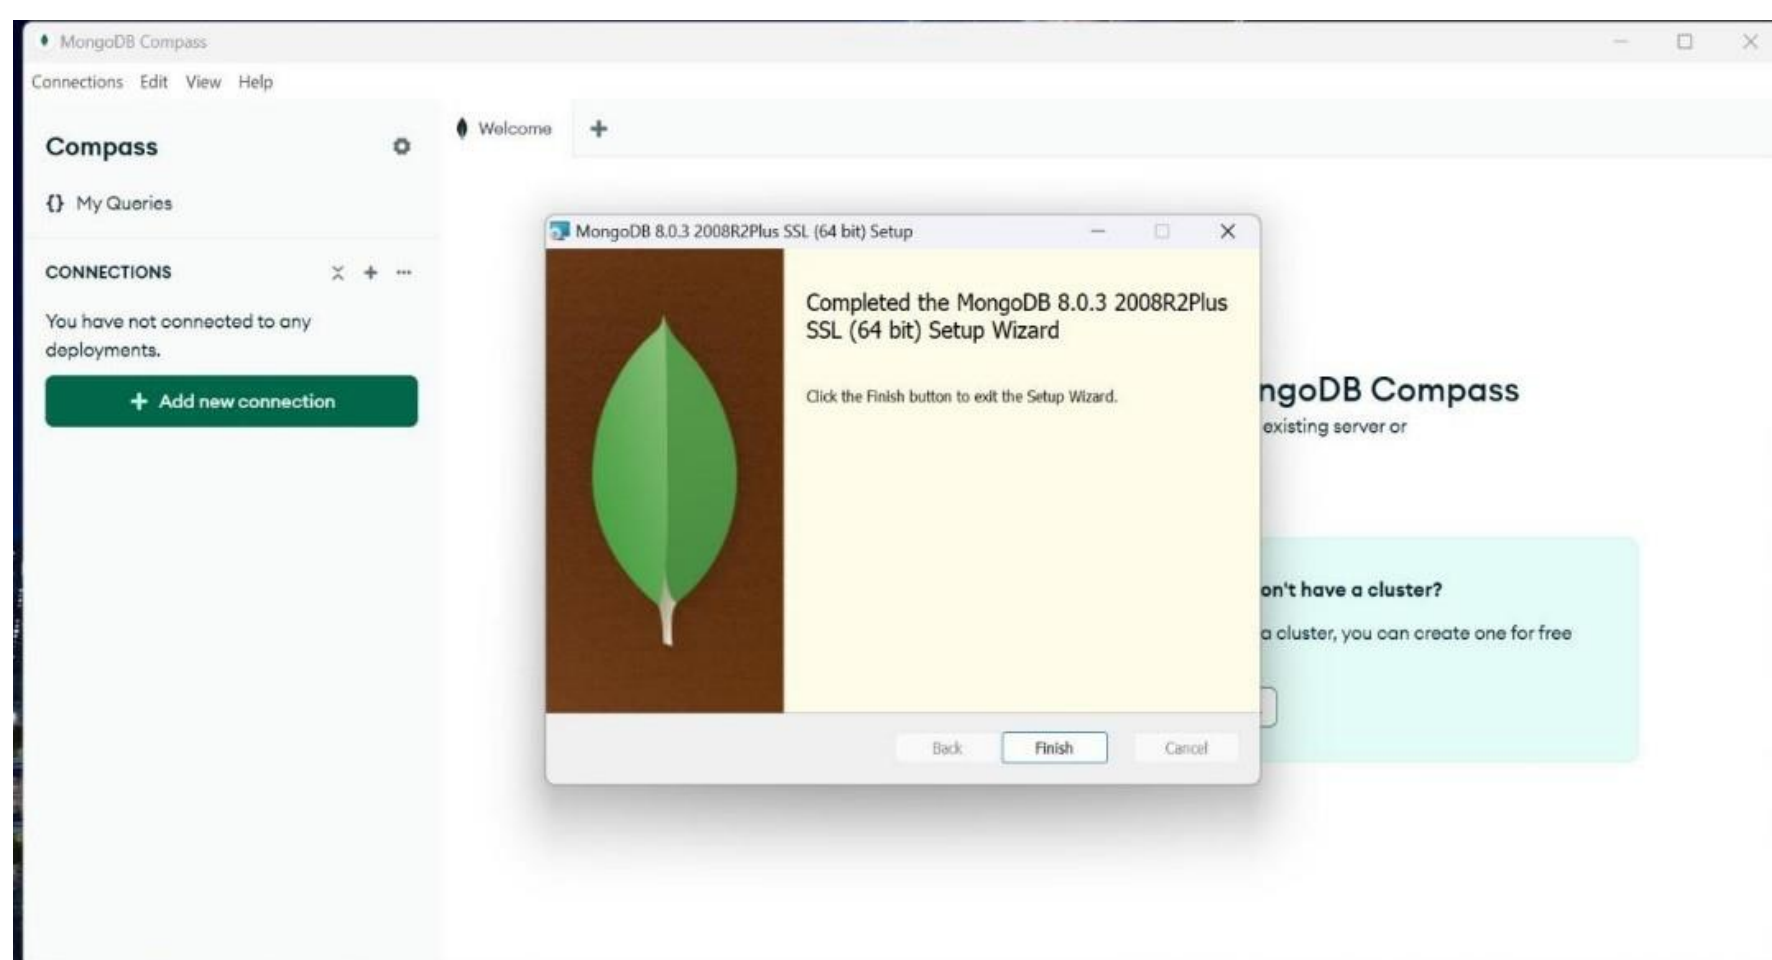 MongoDB Compass
Connections Edit View Help
Compass
{} My Queries
CONNECTIONS
You have not connected to any
deployments.
+ Add new connection
Welcome +
MongoDB 8.0.3 2008R2Plus SSL (64 bit) Setup
Completed the MongoDB 8.0.3 2008R2Plus
SSL (64 bit) Setup Wizard
Click the Finish button to exit the Setup Wizard.
Back Finish Cancel
ngoDB Compass
existing server or
on't have a cluster?
a cluster, you can create one for free